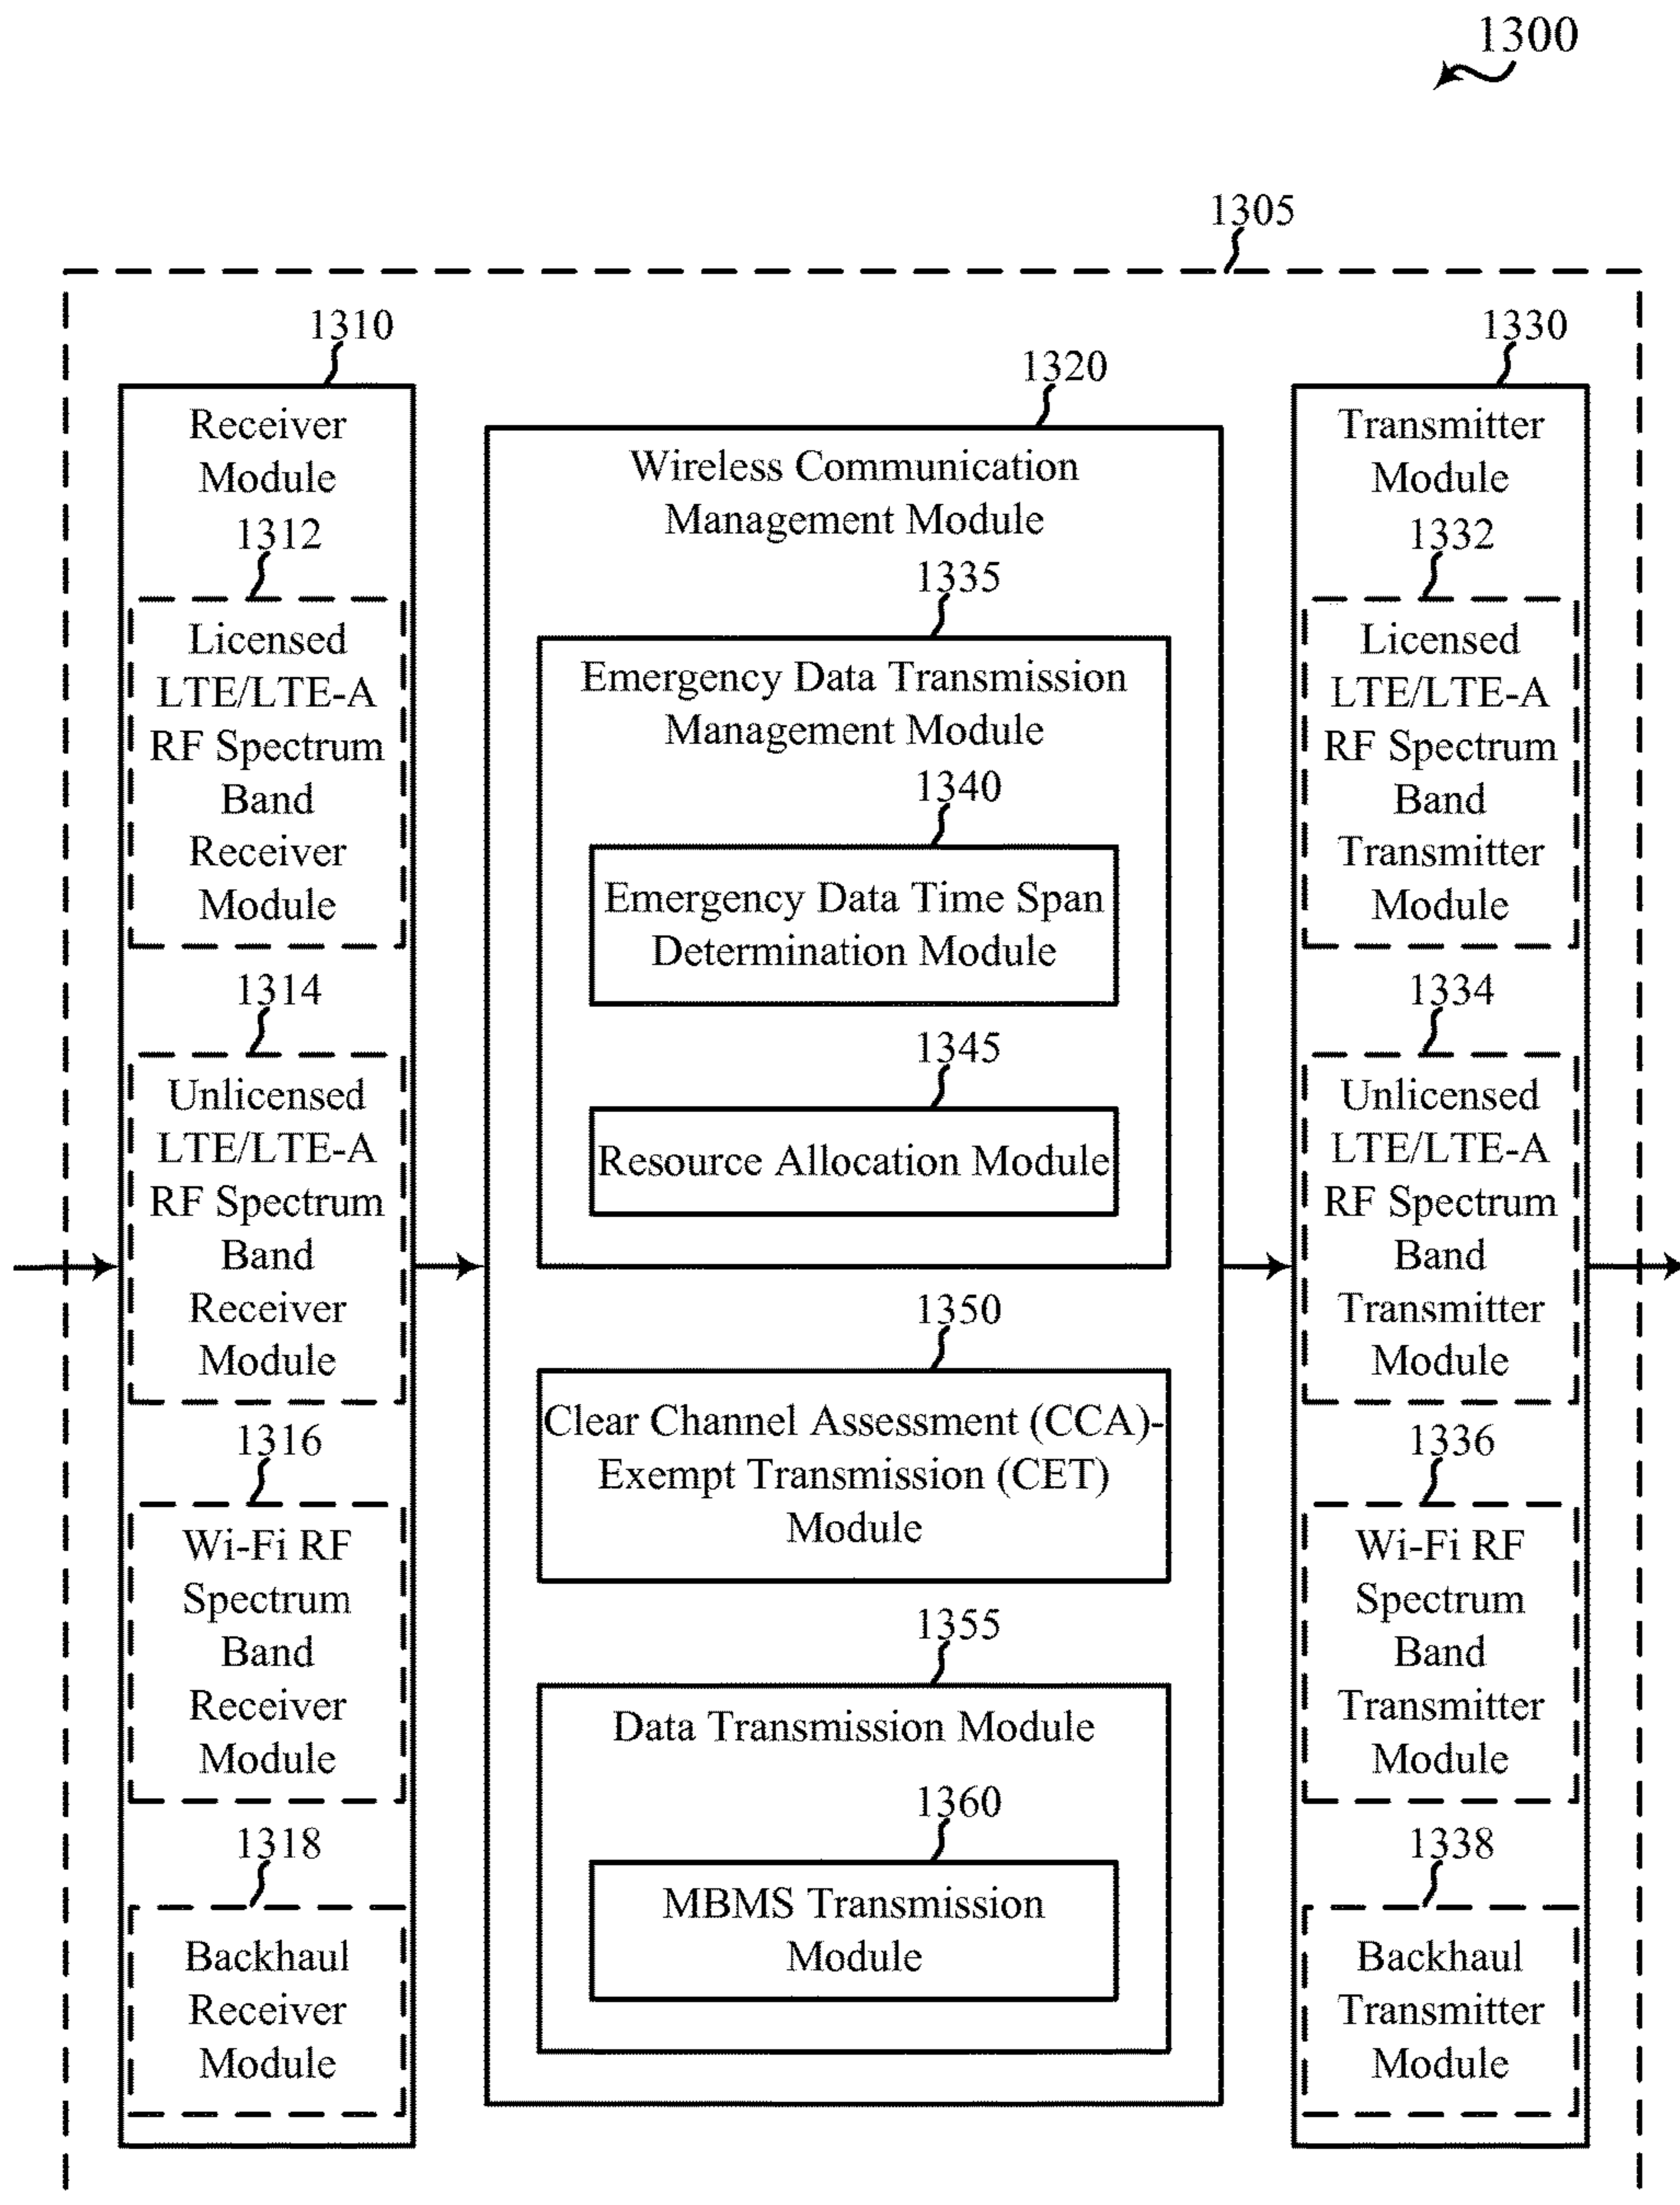 1300
1305
1310
Receiver
Module
1312
Licensed
LTE/LTE-A
RF Spectrum
Band
Receiver
Module
1314
Unlicensed
LTE/LTE-A
RF Spectrum
Band
Receiver
Module
1316
Wi-Fi RF
Spectrum
Band
Receiver
Module
1318
Backhaul
Receiver
Module
1320
Wireless Communication
Management Module
1335
Emergency Data Transmission
Management Module
1340
Emergency Data Time Span
Determination Module
1345
Resource Allocation Module
1350
Clear Channel Assessment (CCA)-
Exempt Transmission (CET)
Module
1355
Data Transmission Module
1360
MBMS Transmission
Module
1330
Transmitter
Module
1332
Licensed
LTE/LTE-A
RF Spectrum
Band
Transmitter
Module
1334
Unlicensed
LTE/LTE-A
RF Spectrum
Band
Transmitter
Module
1336
Wi-Fi RF
Spectrum
Band
Transmitter
Module
1338
Backhaul
Transmitter
Module